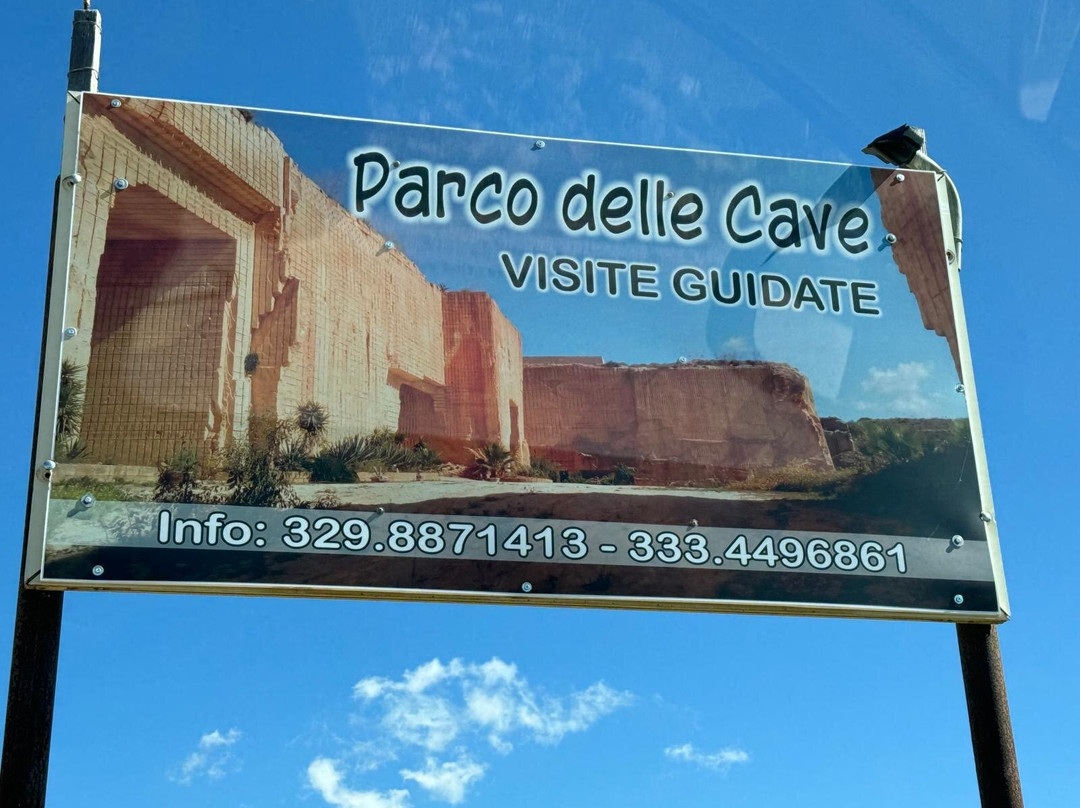 Parco delle Cave
VISITE GUIDATE
Info: 329.8871413 - 333.4496861